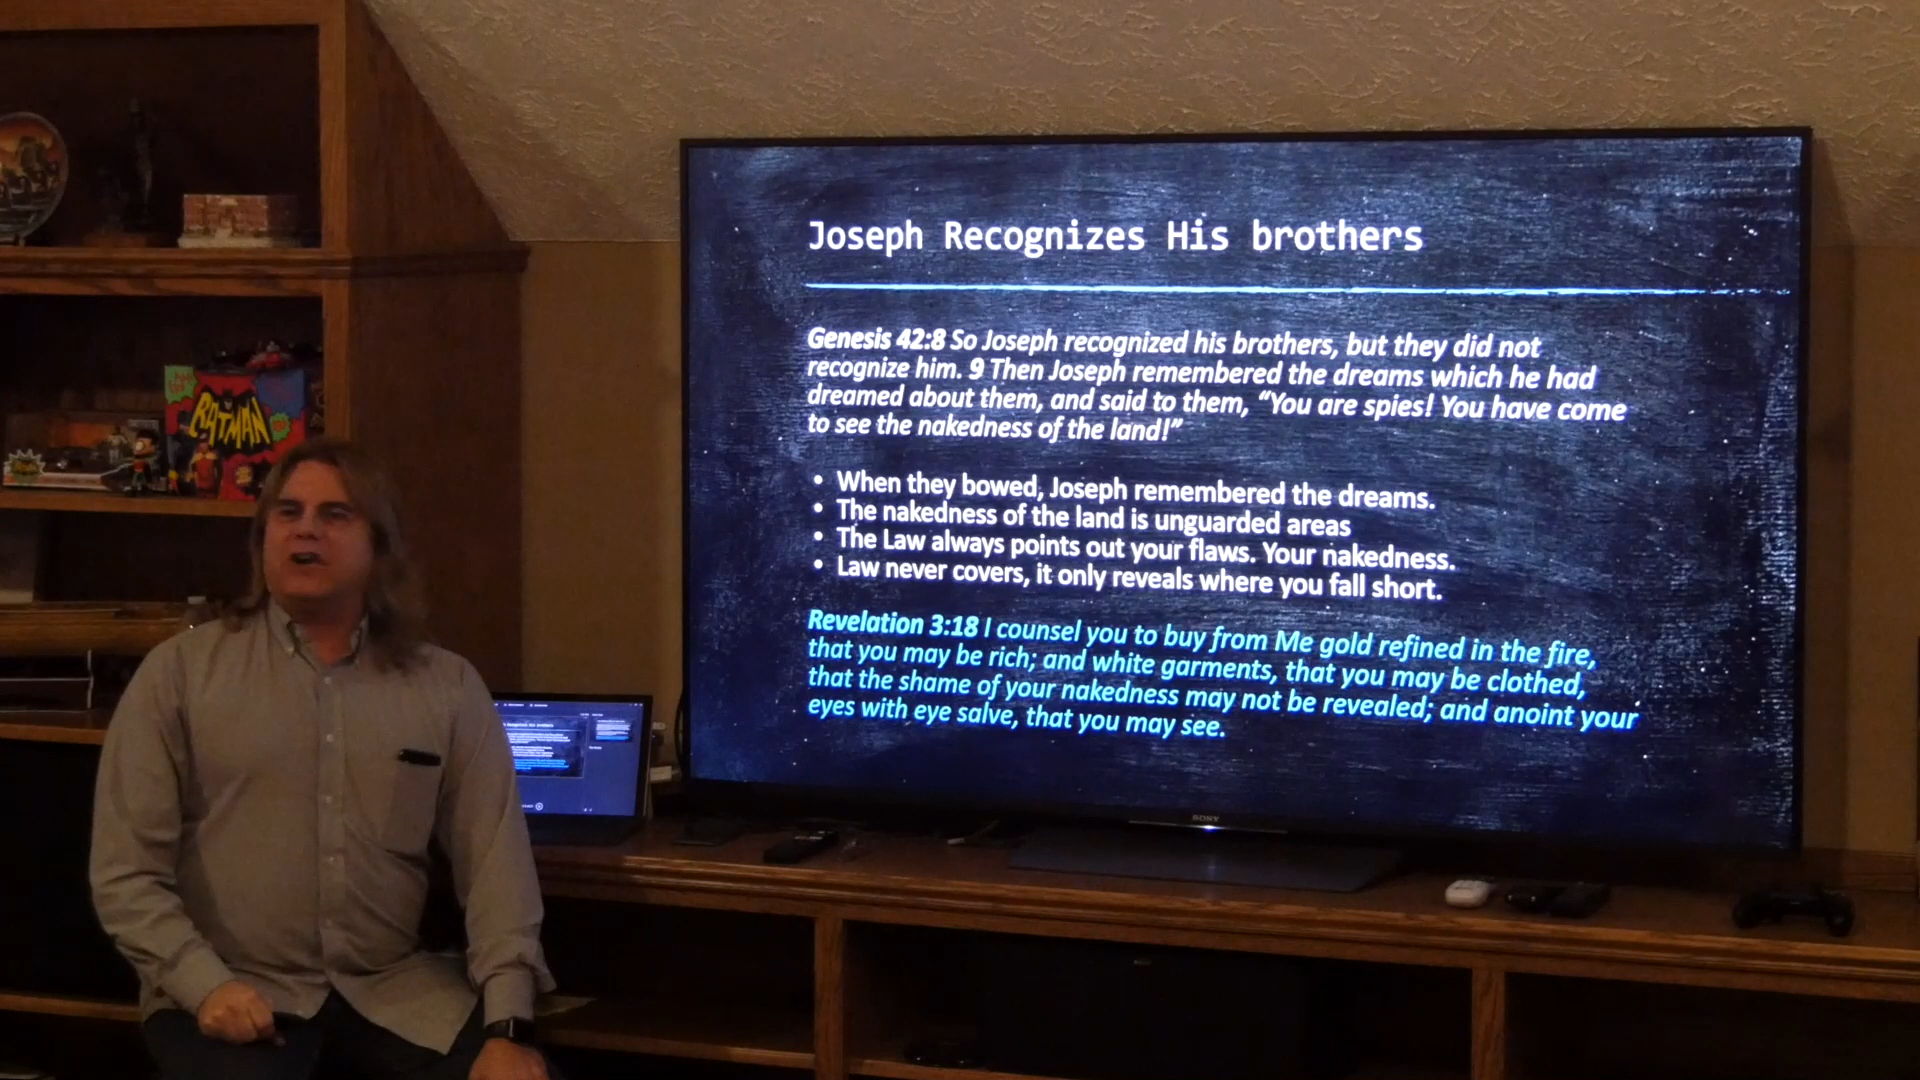 Joseph Recognizes His brothers
Genesis 42:8 So Joseph recognized his brothers, but they did not
recognize him. 9 Then Joseph remembered the dreams which he had
dreamed about them, and said to them, “You are spies! You have come
to see the nakedness of the land!”
• When they bowed, Joseph remembered the dreams.
• The nakedness of the land is unguarded areas
• The Law always points out your flaws. Your nakedness.
• Law never covers, it only reveals where you fall short.
Revelation 3:18 I counsel you to buy from Me gold refined in the fire,
that you may be rich; and white garments, that you may be clothed,
that the shame of your nakedness may not be revealed; and anoint your
eyes with eye salve, that you may see.
SONY
BATMAN